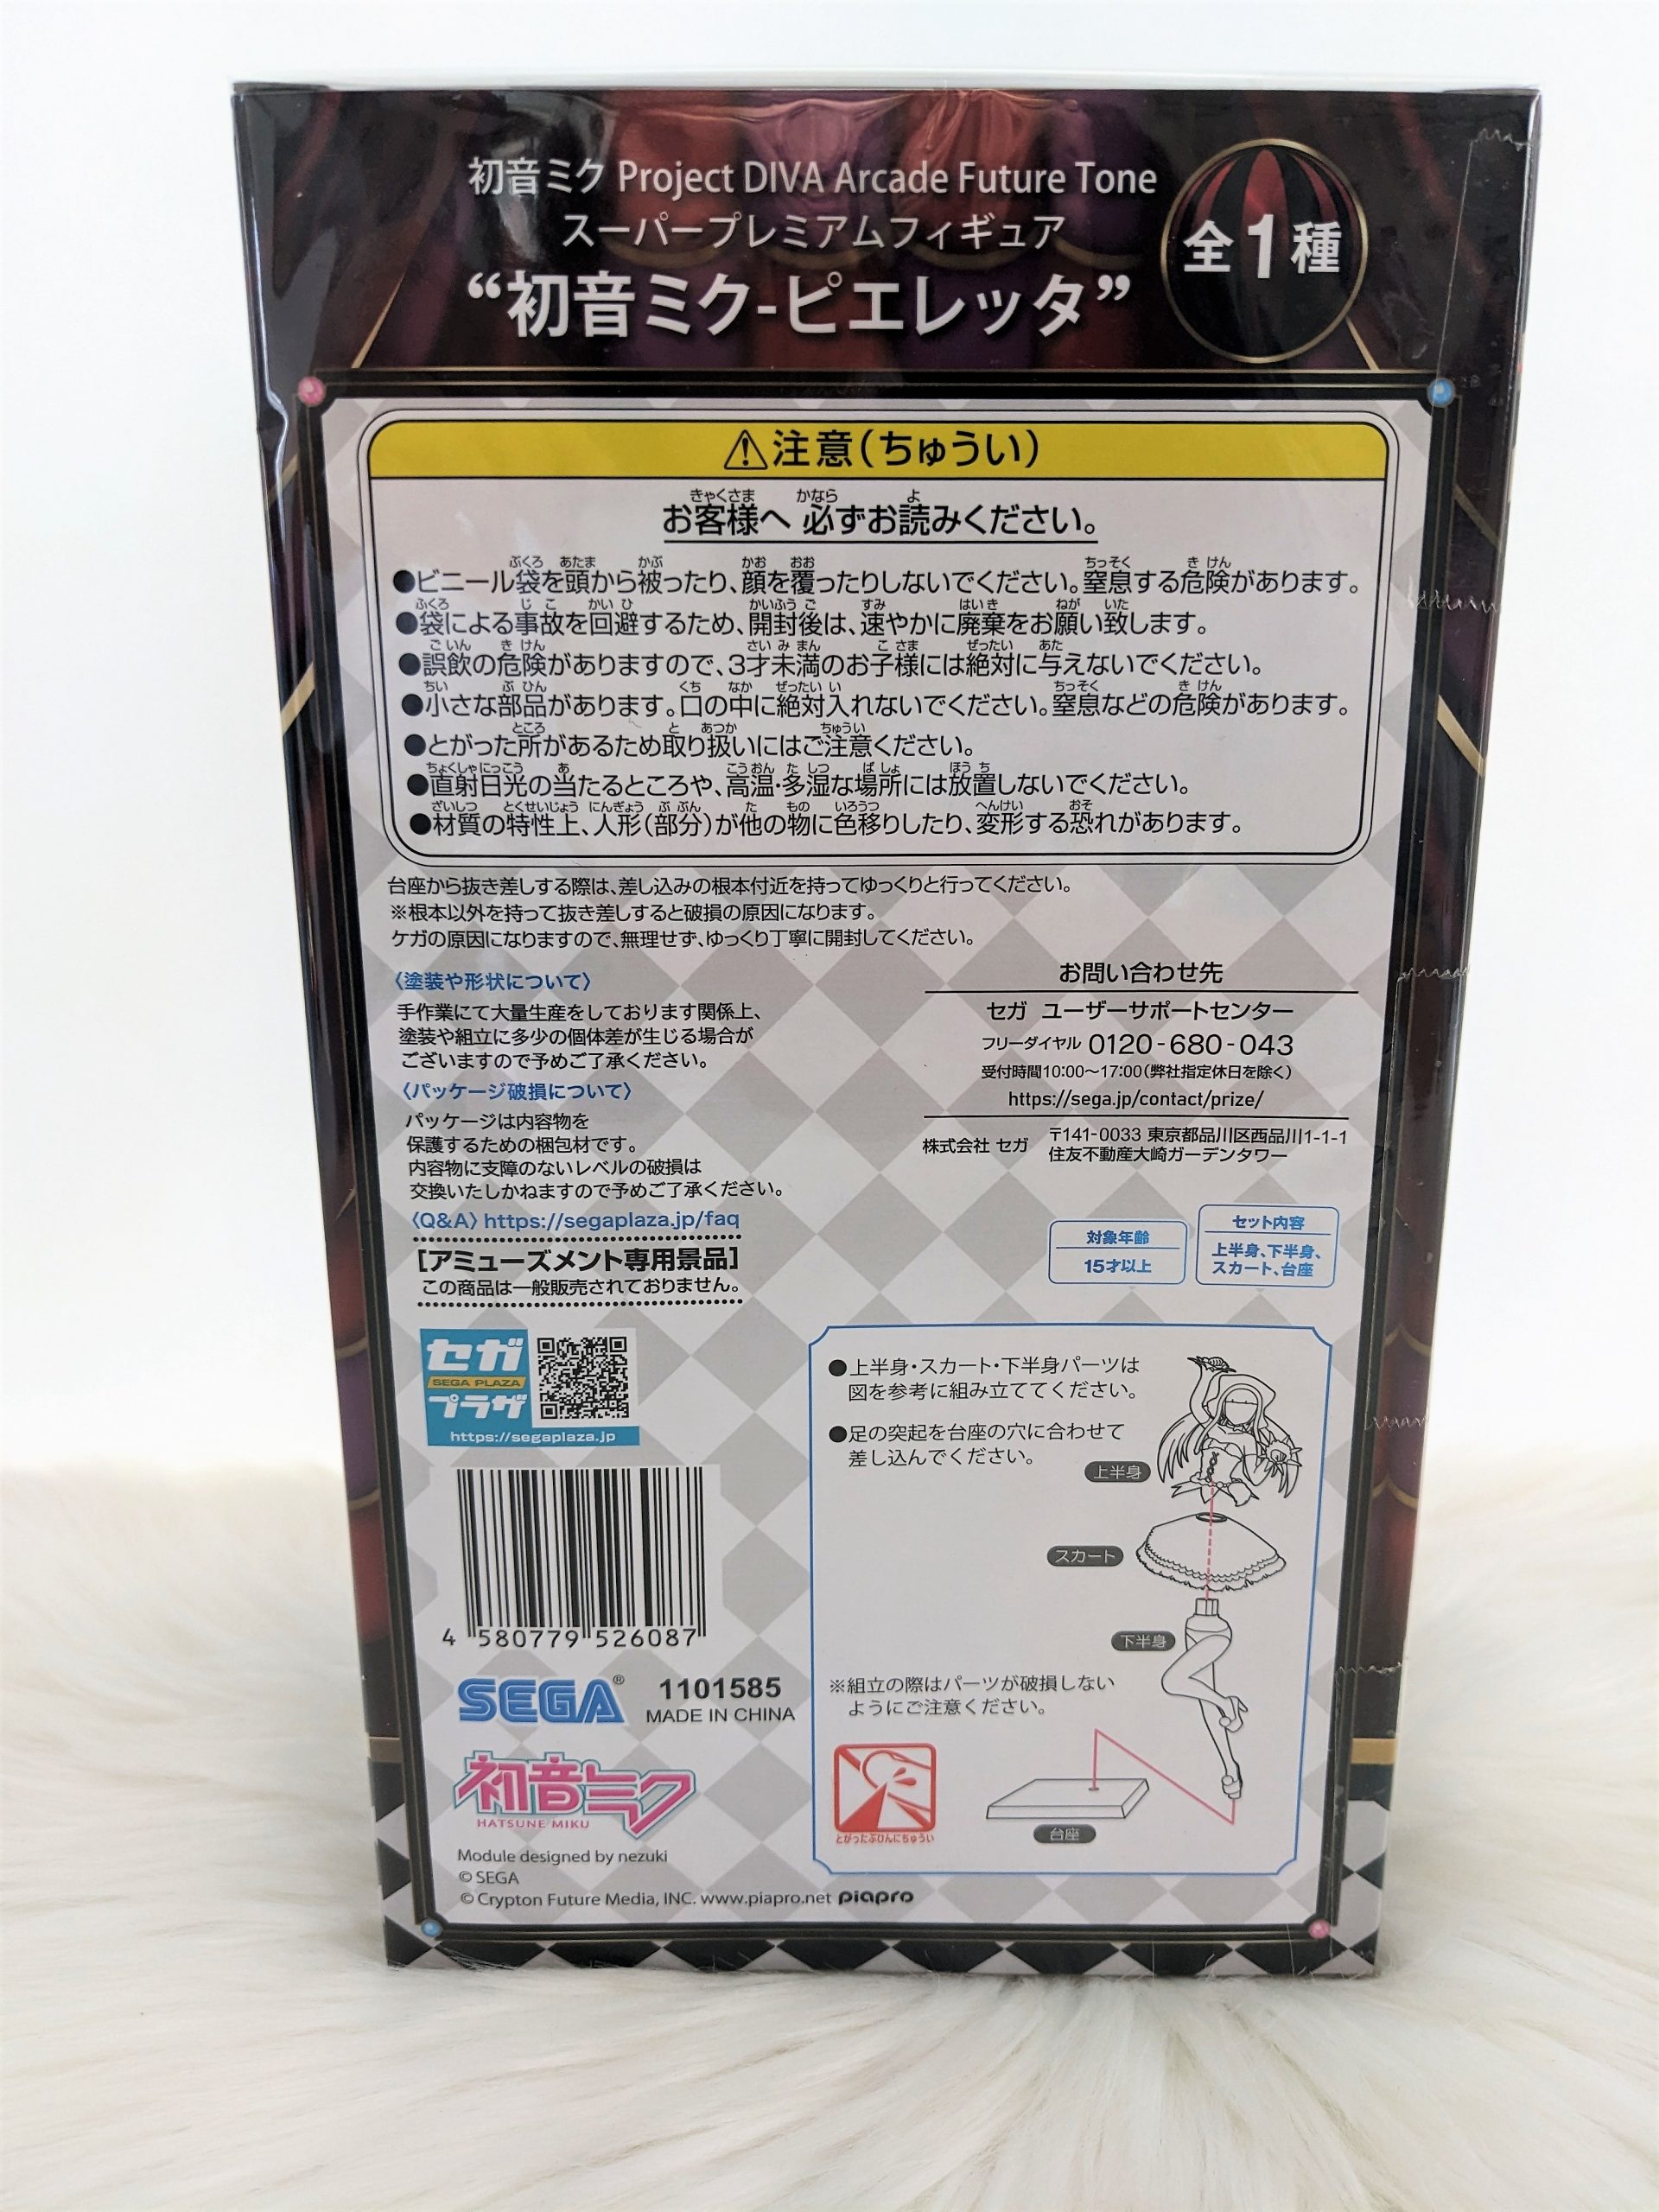 初音ミク Project DIVA Arcade Future Tone
スーパープレミアムフィギュア
“初音ミク-ピエレッタ”
全1種
注意(ちゅうい)
お客様へ 必ずお読みください。
●ビニール袋を頭から被ったり、顔を覆ったりしないでください。窒息する危険があります。
●袋による事故を回避するため、開封後は、速やかに廃棄をお願い致します。
●誤飲の危険がありますので、3才未満のお子様には絶対に与えないでください。
●小さな部品があります。口の中に絶対入れないでください。窒息などの危険があります。
●とがった所があるため取り扱いにはご注意ください。
●直射日光の当たるところや、高温・多湿な場所には放置しないでください。
●材質の特性上、人形(部分)が他の物に色移りしたり、変形する恐れがあります。
台座から抜き差しする際は、差し込みの根本付近を持ってゆっくりと行ってください。
※根本以外を持って抜き差しすると破損の原因になります。
ケガの原因になりますので、無理せず、ゆっくり丁寧に開封してください。
〈塗装や形状について〉
手作業にて大量生産をしております関係上、
塗装や組立に多少の個体差が生じる場合が
ございますので予めご了承ください。
〈パッケージ破損について〉
パッケージは内容物を
保護するための梱包材です。
内容物に支障のないレベルの破損は
交換いたしかねますので予めご了承ください。
〈Q&A〉https://segaplaza.jp/faq
[アミューズメント専用景品]
この商品は一般販売されておりません。
お問い合わせ先
セガ ユーザーサポートセンター
フリーダイヤル 0120-680-043
受付時間10:00〜17:00(弊社指定休日を除く)
https://sega.jp/contact/prize/
株式会社 セガ
〒141-0033 東京都品川区西品川1-1-1
住友不動産大崎ガーデンタワー
対象年齢
15才以上
セット内容
上半身、下半身、
スカート、台座
セガ
SEGA PLAZA
プラザ
https://segaplaza.jp
4 580779 526087
SEGA®
1101585
MADE IN CHINA
初音ミク
HATSUNE MIKU
Module designed by nezuki
© SEGA
© Crypton Future Media, INC. www.piapro.net piapro
●上半身・スカート・下半身パーツは
図を参考に組み立ててください。
●足の突起を台座の穴に合わせて
差し込んでください。
上半身
スカート
下半身
※組立の際はパーツが破損しない
ようにご注意ください。
とがったぶひんにちゅうい
台座